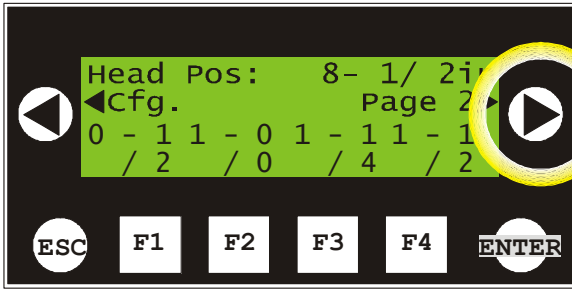 Head Pos: 8- 1/ 2in
◀Cfg. Page 2▶
0 - 1 1 - 0 1 - 1 1 - 1
/ 2 / 0 / 4 / 2
ESC F1 F2 F3 F4 ENTER